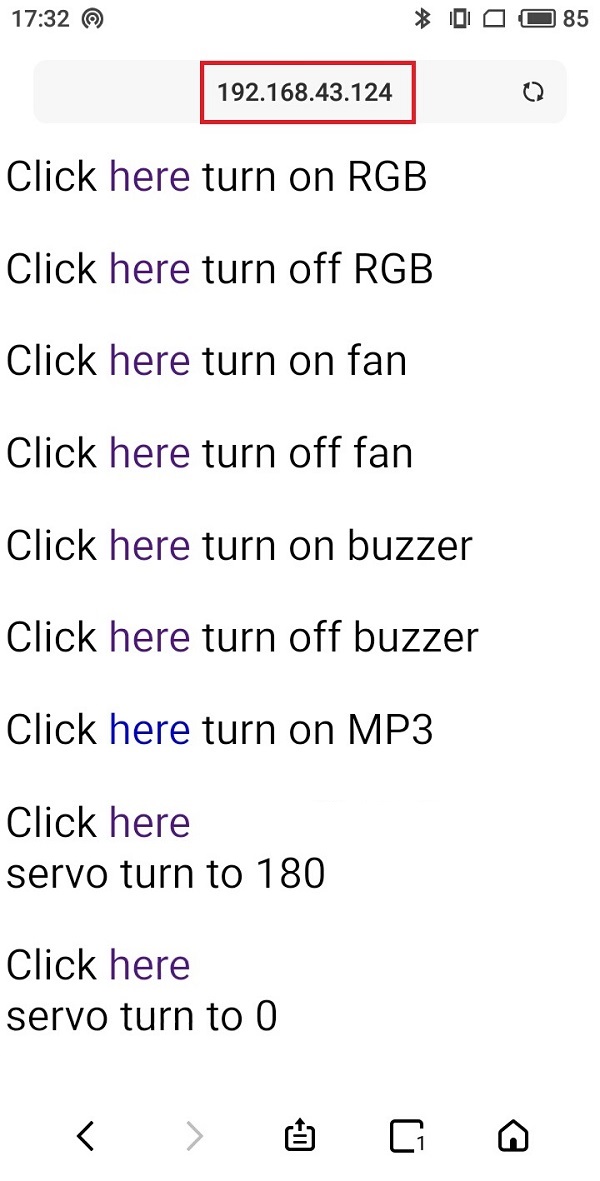 17:32 85
192.168.43.124
Click here turn on RGB
Click here turn off RGB
Click here turn on fan
Click here turn off fan
Click here turn on buzzer
Click here turn off buzzer
Click here turn on MP3
Click here
servo turn to 180
Click here
servo turn to 0
1